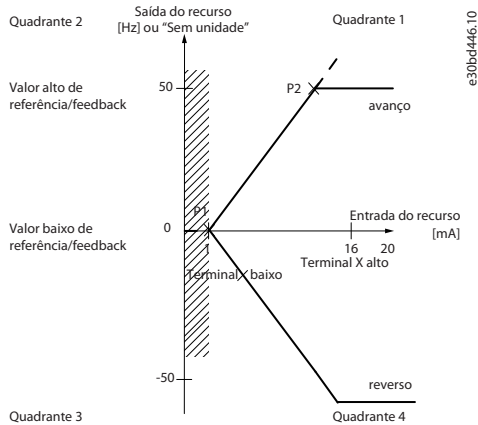 Quadrante 2
Saída do recurso
[Hz] ou “Sem unidade”
Quadrante 1
e30bd446.10
Valor alto de
referência/feedback
50
P2
avanço
P1
Valor baixo de
referência/feedback
0
Entrada do recurso
[mA]
1
16
20
Terminal X baixo
Terminal X alto
-50
reverso
Quadrante 3
Quadrante 4